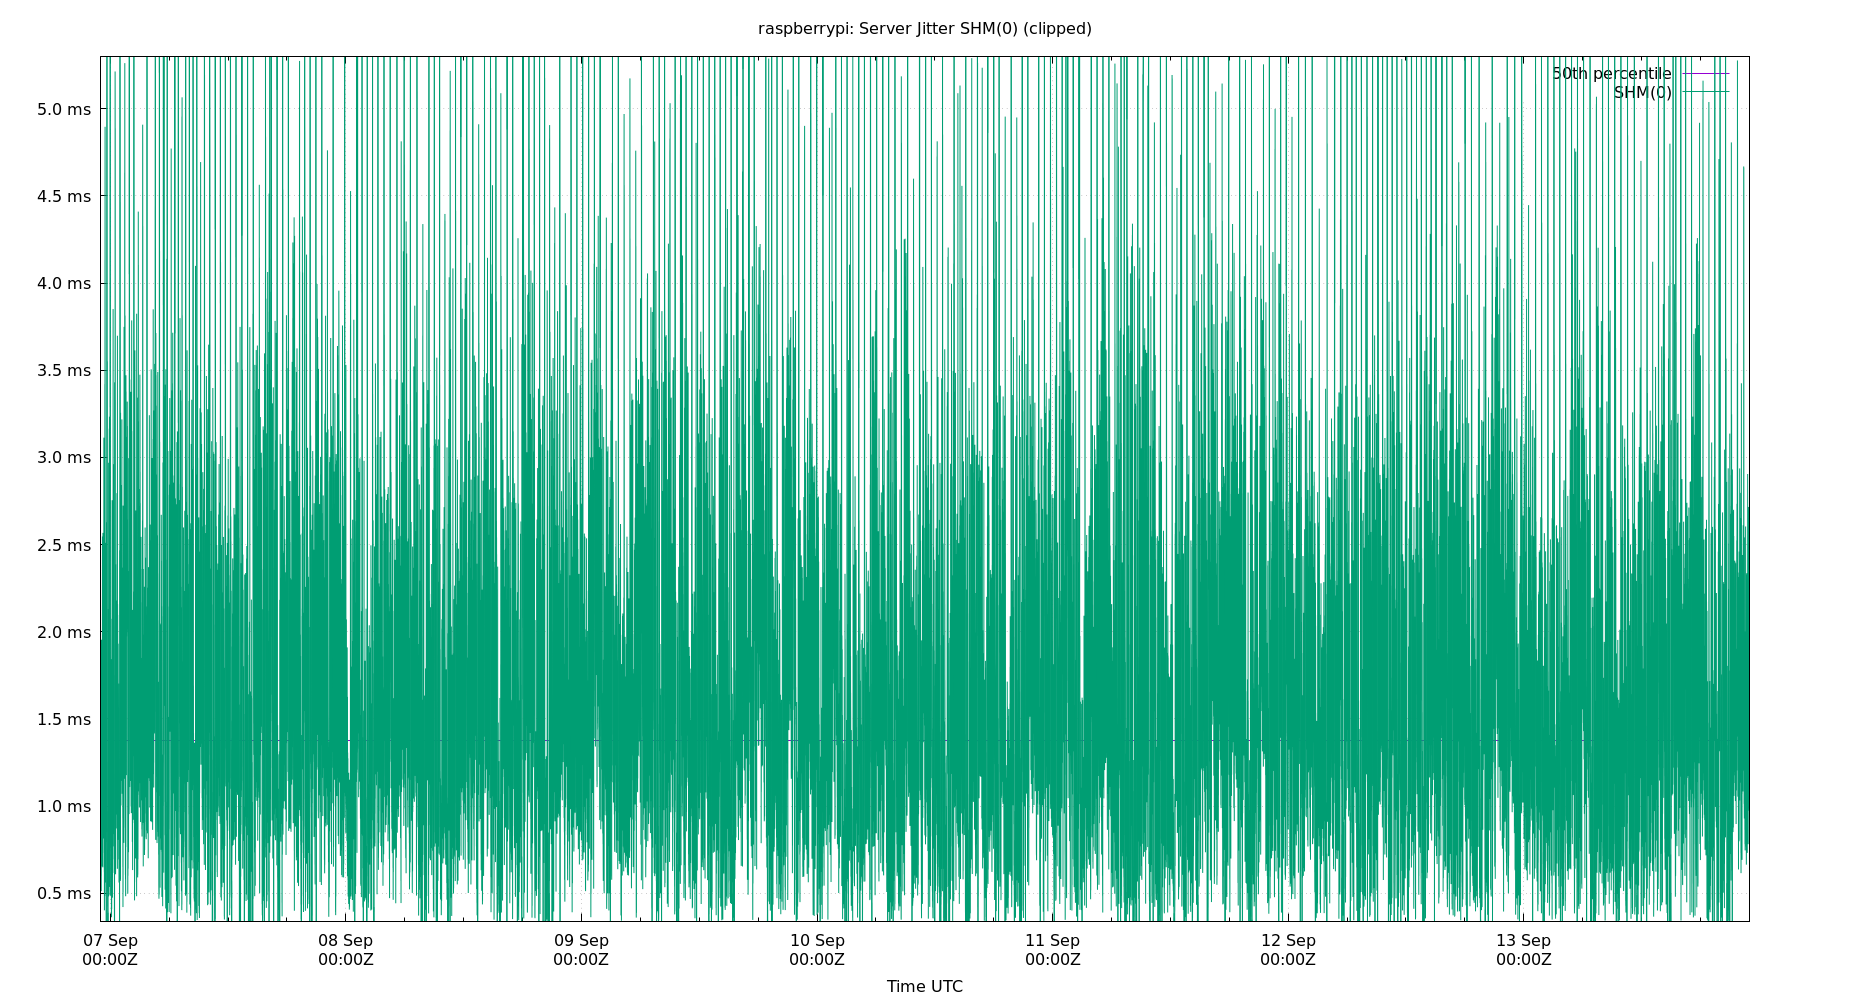 raspberrypi: Server Jitter SHM(0) (clipped)
50th percentile
SHM(0)
5.0 ms
4.5 ms
4.0 ms
3.5 ms
3.0 ms
2.5 ms
2.0 ms
1.5 ms
1.0 ms
0.5 ms
07 Sep 08 Sep 09 Sep 10 Sep 11 Sep 12 Sep 13 Sep
00:00Z 00:00Z 00:00Z 00:00Z 00:00Z 00:00Z 00:00Z
Time UTC